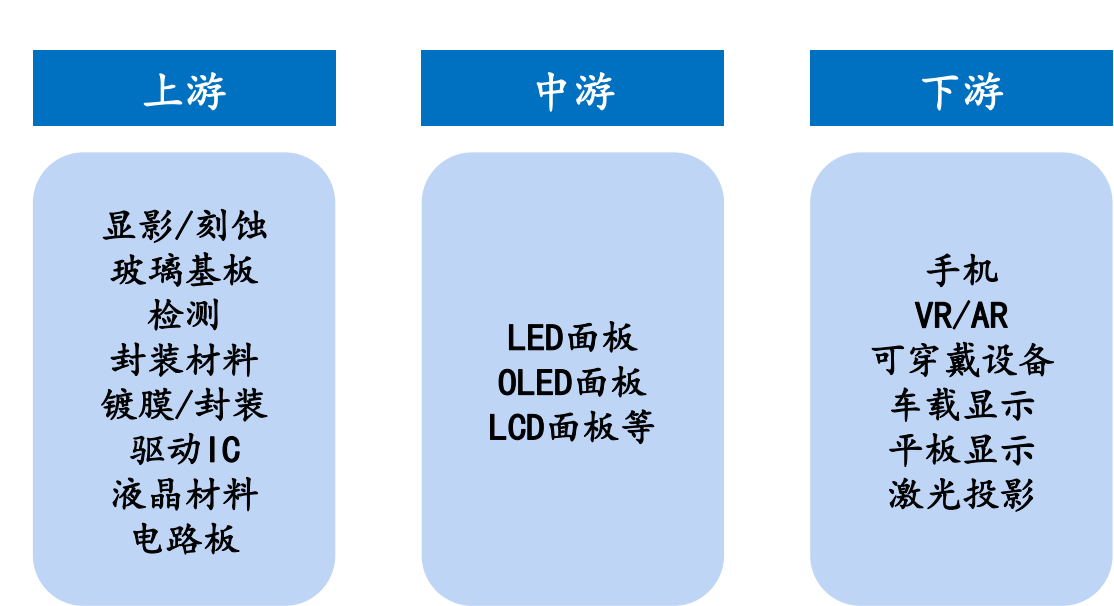 上游
显影/刻蚀
玻璃基板
检测
封装材料
镀膜/封装
驱动IC
液晶材料
电路板
中游
LED面板
OLED面板
LCD面板等
下游
手机
VR/AR
可穿戴设备
车载显示
平板显示
激光投影